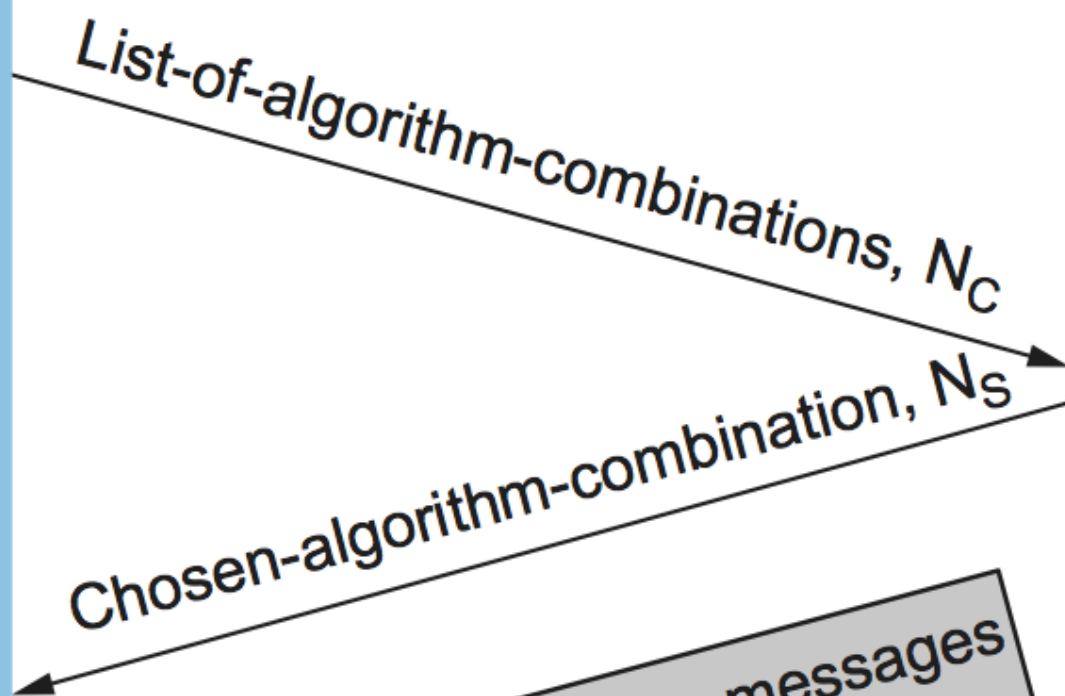 List-of-algorithm-combinations, N_C
Chosen-algorithm-combination, N_S
messages